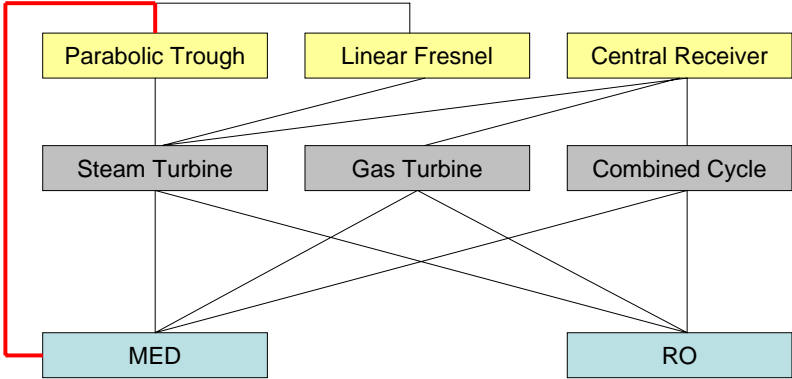 Parabolic Trough
Linear Fresnel
Central Receiver
Steam Turbine
Gas Turbine
Combined Cycle
MED
RO